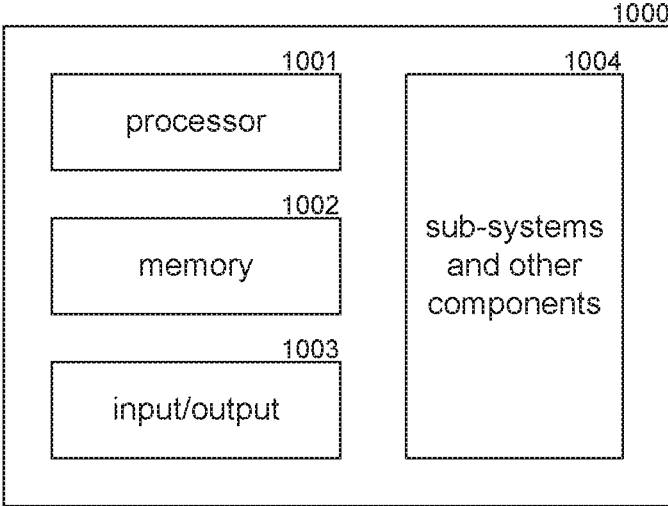 1000
1001
processor
1002
memory
1003
input/output
1004
sub-systems
and other
components